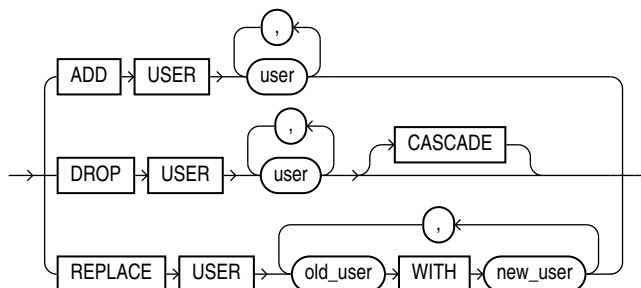 ,
ADD USER user
,
DROP USER user CASCADE
,
REPLACE USER old_user WITH new_user